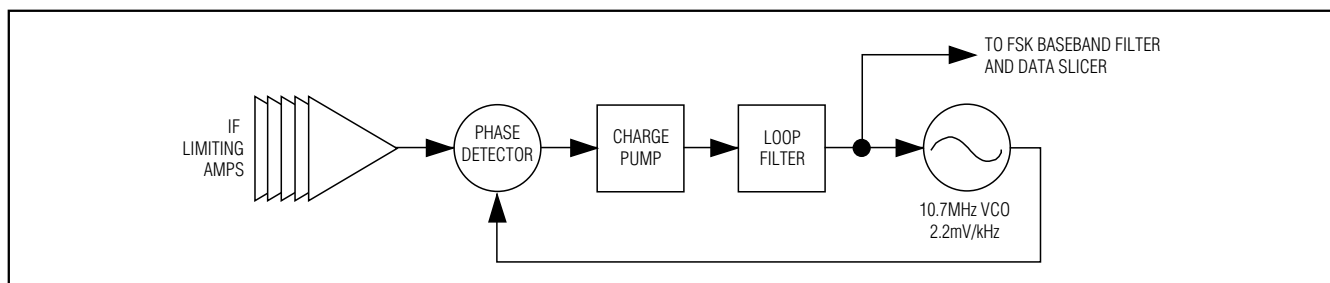 TO FSK BASEBAND FILTER
AND DATA SLICER
IF
LIMITING
AMPS
PHASE
DETECTOR
CHARGE
PUMP
LOOP
FILTER
10.7MHz VCO
2.2mV/kHz